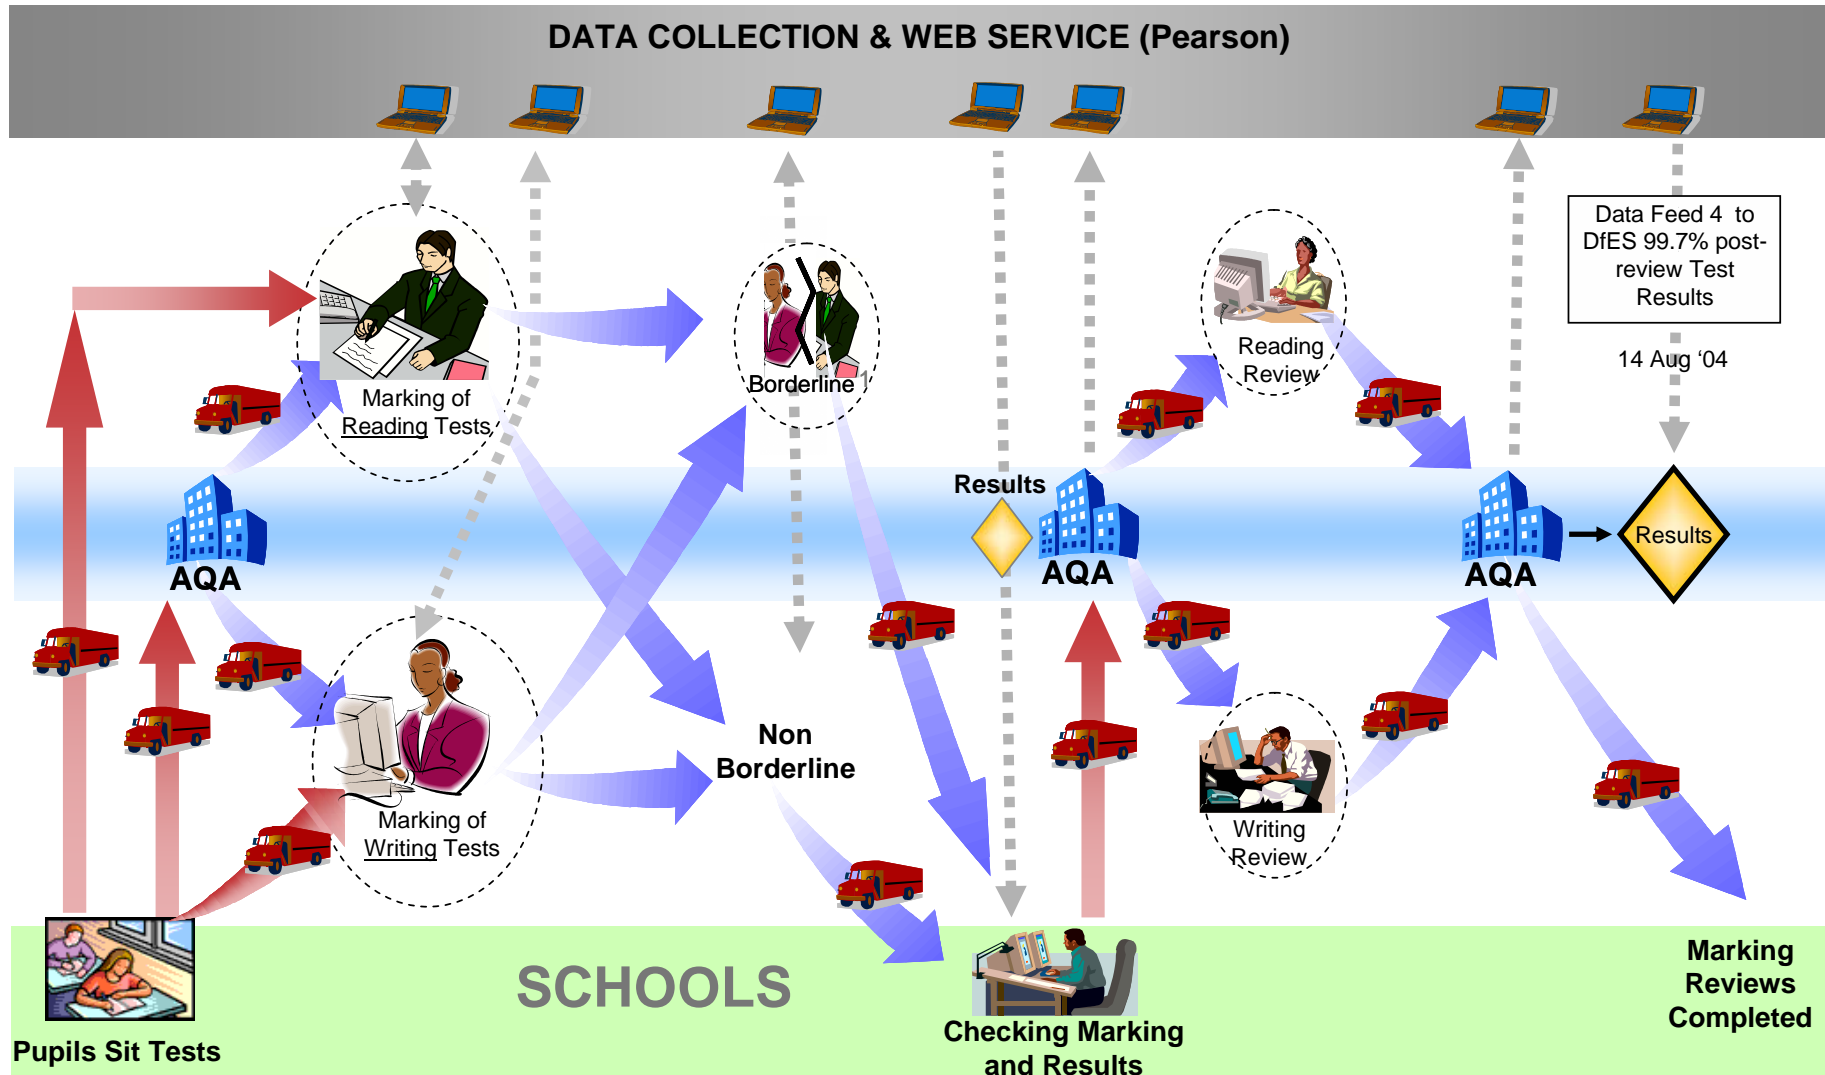 DATA COLLECTION & WEB SERVICE (Pearson)
Data Feed 4  to
DfES 99.7% post-
review Test
Results
14 Aug ‘04
Marking of
Reading Tests
Borderline 1
Reading
Review
Results
AQA
AQA
AQA
Results
Non
Borderline
Marking of
Writing Tests
Writing
Review
SCHOOLS
Pupils Sit Tests
Checking Marking
and Results
Marking
Reviews
Completed